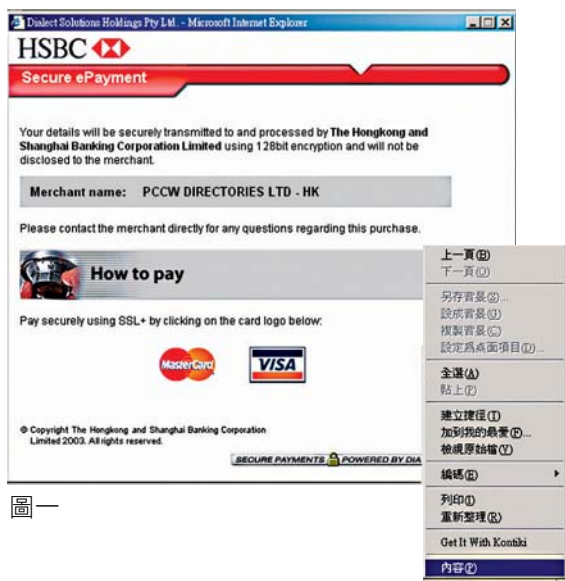 Dialect Solutions Holdings Pty Ltd. - Microsoft Internet Explorer
HSBC
Secure ePayment
Your details will be securely transmitted to and processed by The Hongkong and
Shanghai Banking Corporation Limited using 128bit encryption and will not be
disclosed to the merchant.
Merchant name: PCCW DIRECTORIES LTD - HK
Please contact the merchant directly for any questions regarding this purchase.
How to pay
Pay securely using SSL+ by clicking on the card logo below:
MasterCard
VISA
© Copyright The Hongkong and Shanghai Banking Corporation
Limited 2003. All rights reserved.
SECURE PAYMENTS POWERED BY DIA
上一頁(B)
下一頁(O)
另存背景(S)...
設成背景(G)
複製背景(C)
設定為桌面項目(D)...
全選(A)
貼上(P)
建立捷徑(T)
加到我的最愛(F)...
檢視原始檔(V)
編碼(E)
列印(I)
重新整理(R)
Get It With Kontiki
內容(P)
圖一